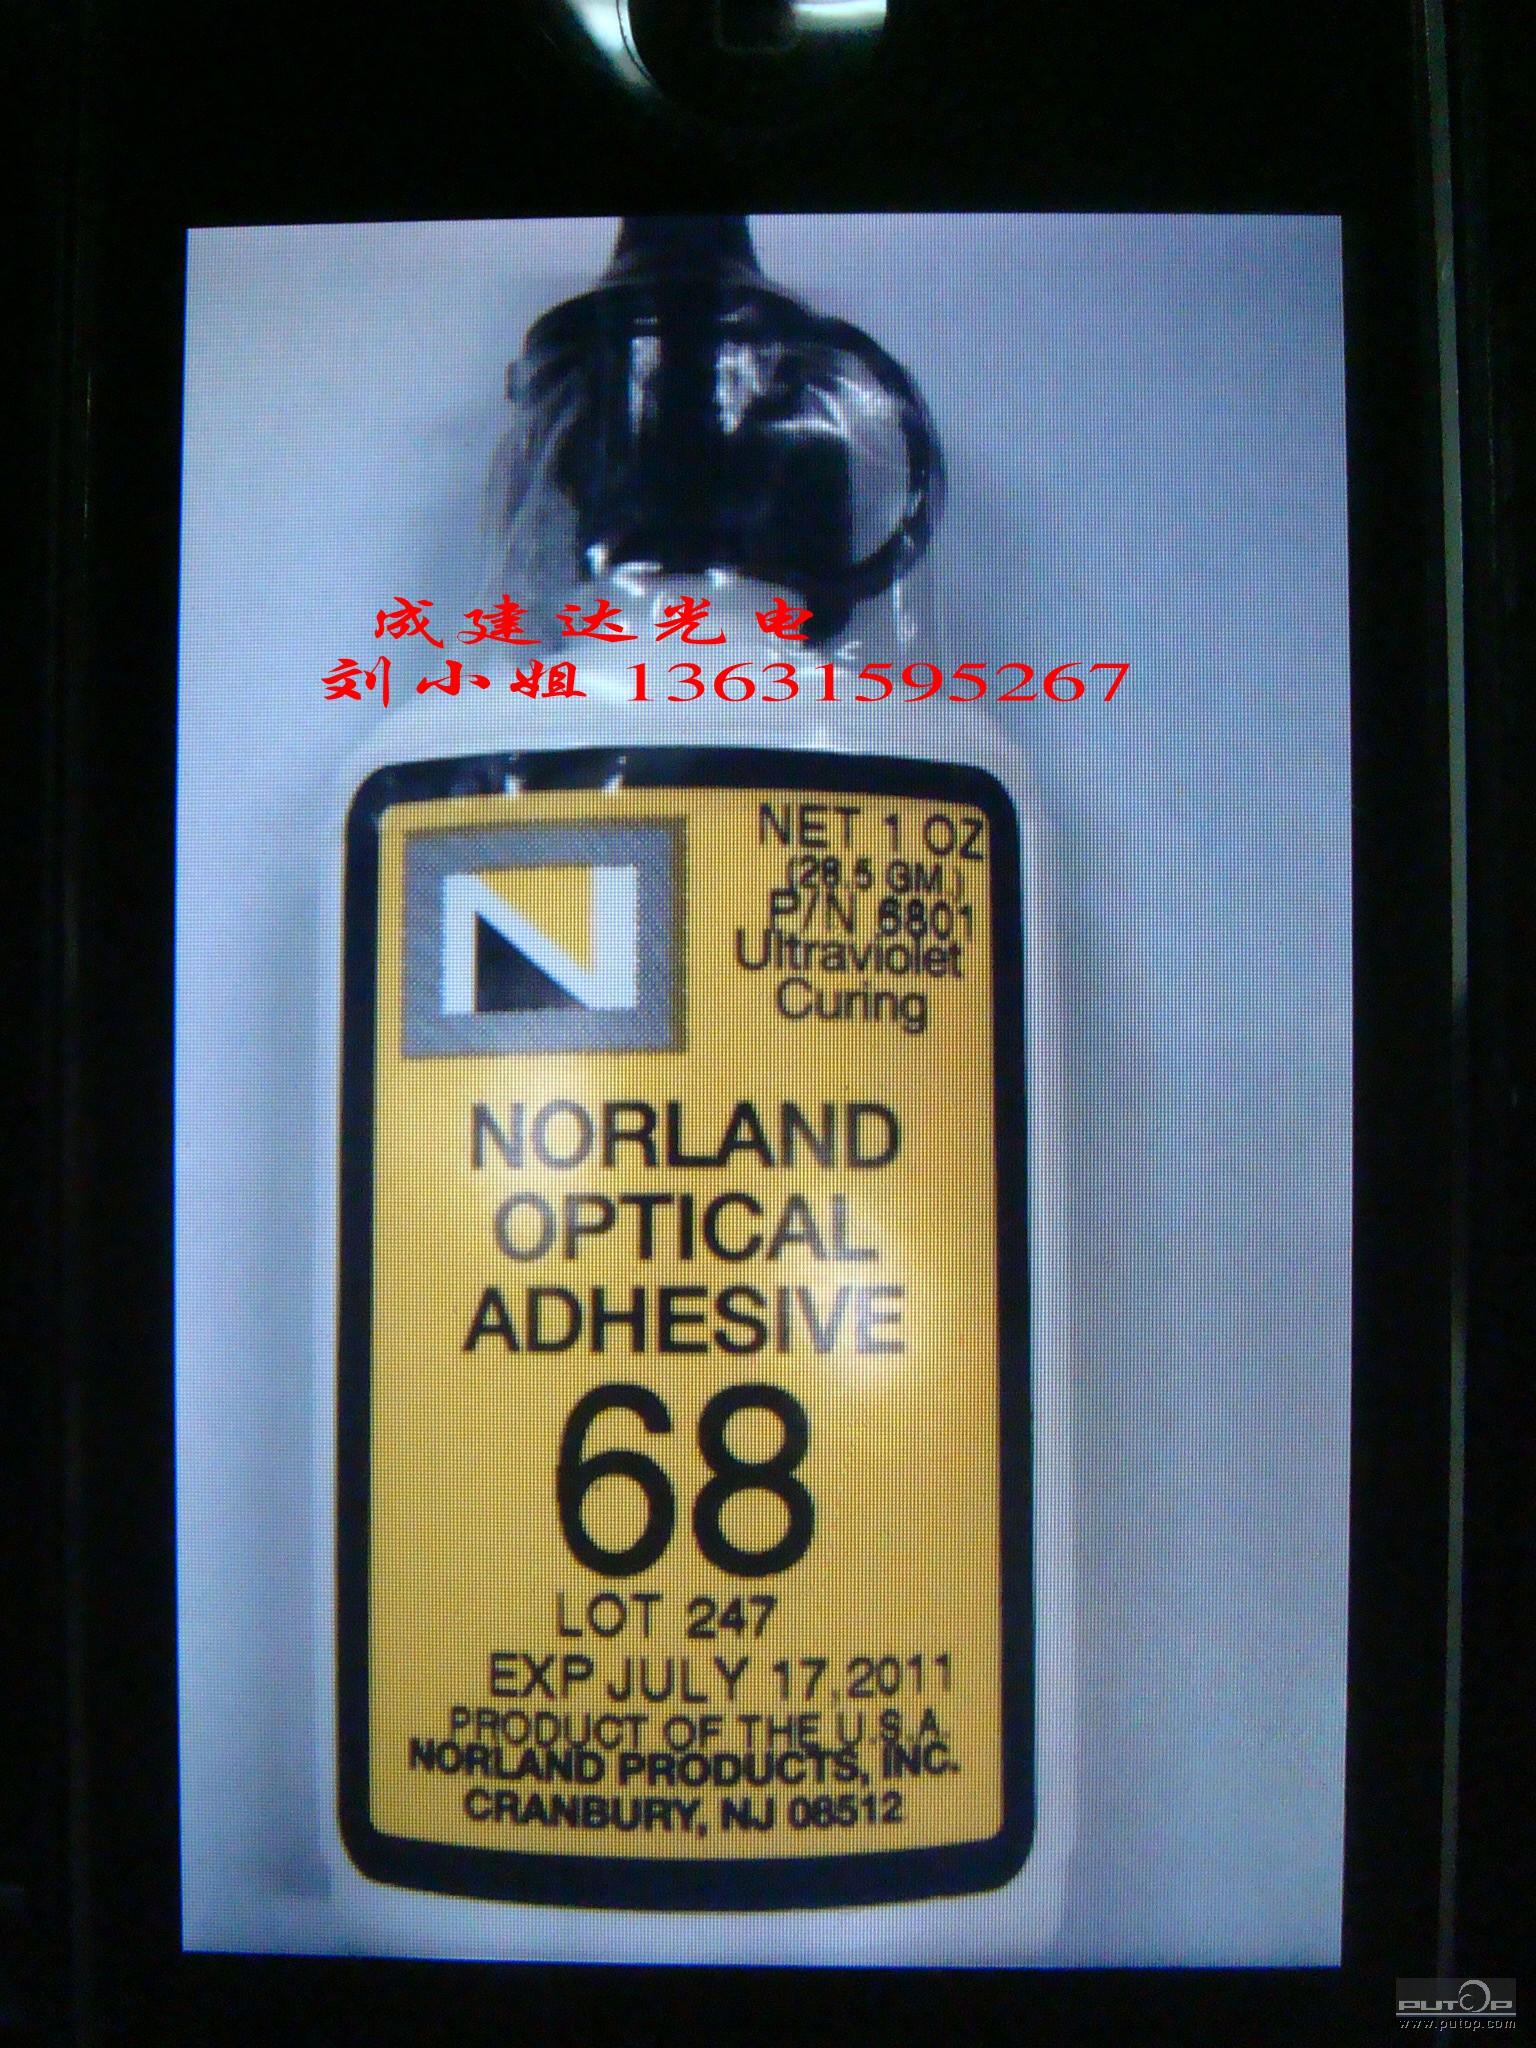 成建达光电
刘小姐 13631595267
N
NET 1 OZ
(28.5 GM.)
P/N 6801
Ultraviolet
Curing
NORLAND
OPTICAL
ADHESIVE
68
LOT 247
EXP JULY 17,2011
PRODUCT OF THE U.S.A.
NORLAND PRODUCTS, INC.
CRANBURY, NJ 08512
PUTOP
www.putop.com